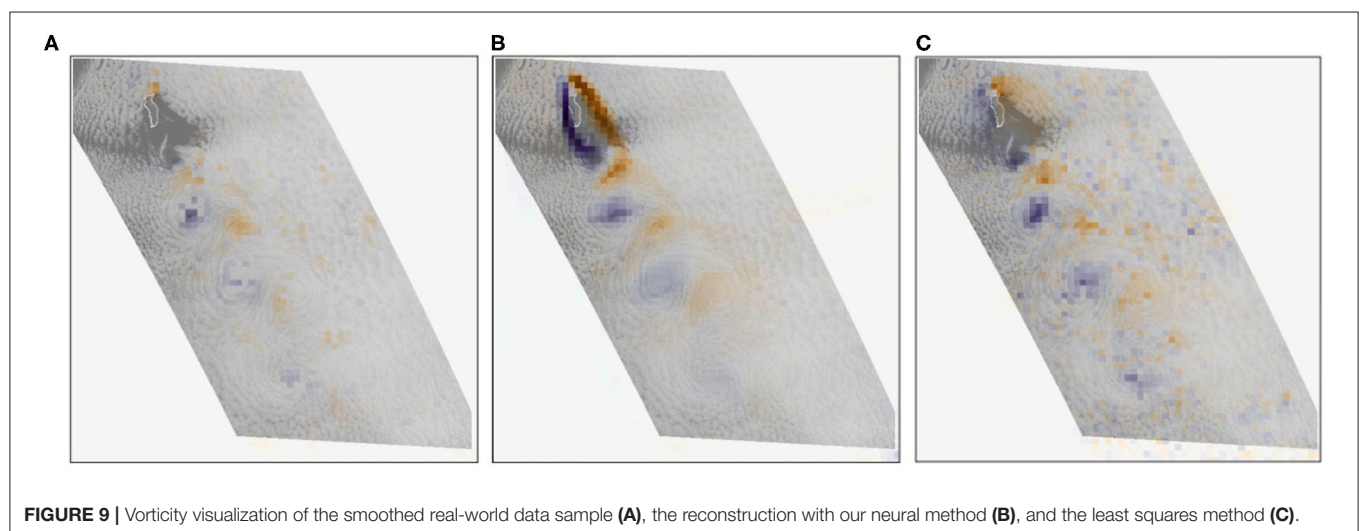 A B C
FIGURE 9 | Vorticity visualization of the smoothed real-world data sample (A), the reconstruction with our neural method (B), and the least squares method (C).